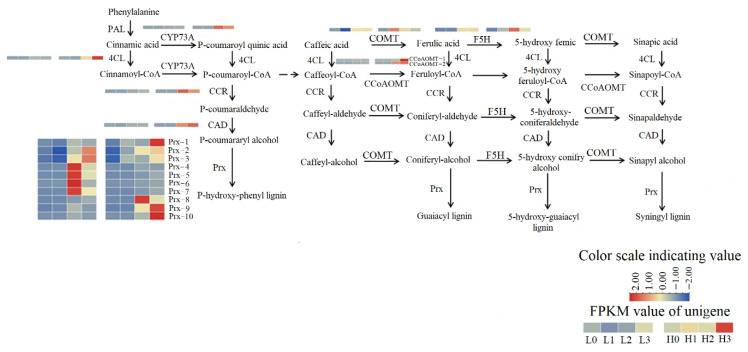 Phenylalanine
PAL
Cinnamic acid CYP73A P-coumaroyl quinic acid Caffeic acid COMT Ferulic acid F5H 5-hydroxy femic COMT Sinapic acid
4CL 4CL 4CL CCoAOMT-1 4CL 4CL 4CL
CCoAOMT-2
Cinnamoyl-CoA CYP73A P-coumaroyl-CoA Caffeoyl-CoA CCoAOMT Feruloyl-CoA 5-hydroxy feruloyl-CoA CCoAOMT Sinapoyl-CoA
CCR CCR CCR CCR CCR
P-coumaraldehyde Caffeyl-aldehyde COMT Coniferyl-aldehyde F5H 5-hydroxy-coniferaldehyde COMT Sinapaldehyde
CAD CAD CAD CAD CAD
P-coumararyl alcohol Caffeyl-alcohol COMT Coniferyl-alcohol F5H 5-hydroxy conifry alcohol COMT Sinapyl alcohol
Prx Prx Prx Prx
P-hydroxy-phenyl lignin Guaiacyl lignin 5-hydroxy-guaiacyl lignin Syningyl lignin
Prx-1
Prx-2
Prx-3
Prx-4
Prx-5
Prx-6
Prx-7
Prx-8
Prx-9
Prx-10
Color scale indicating value
2.00 1.00 0.00 -1.00 -2.00
FPKM value of unigene
L0 L1 L2 L3 H0 H1 H2 H3